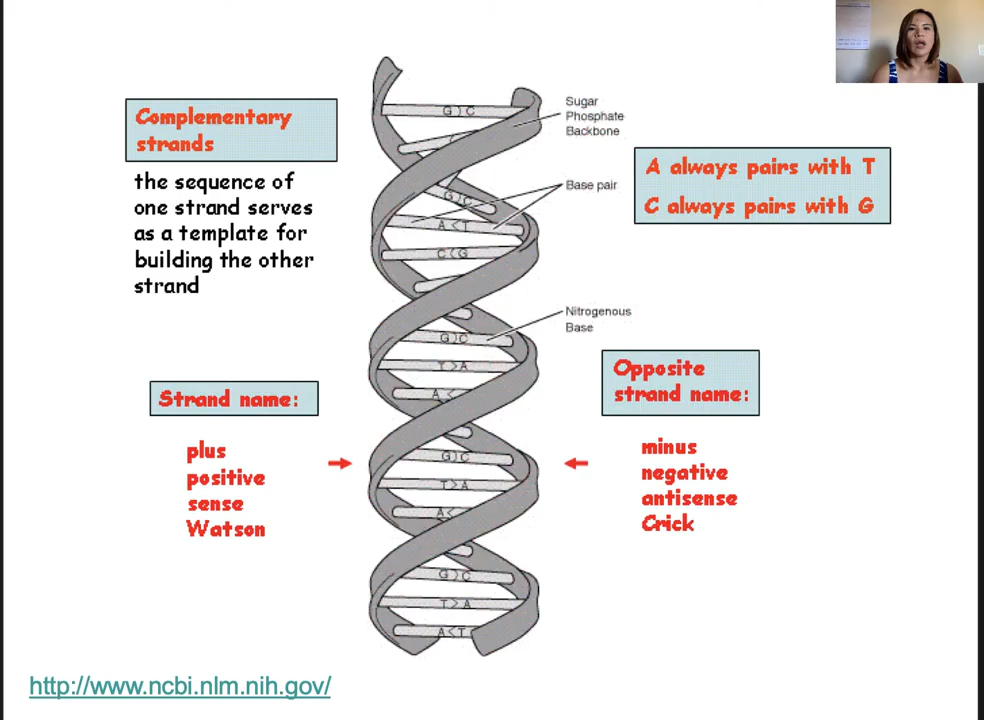 Complementary
strands
the sequence of
one strand serves
as a template for
building the other
strand
Sugar
Phosphate
Backbone
Base pair
A always pairs with T
C always pairs with G
Nitrogenous
Base
G C
G C
A<T
C<G
G C
T>A
A<
G C
T>A
A<
G C
T>A
A<T
Strand name:
plus
positive
sense
Watson
Opposite
strand name:
minus
negative
antisense
Crick
http://www.ncbi.nlm.nih.gov/